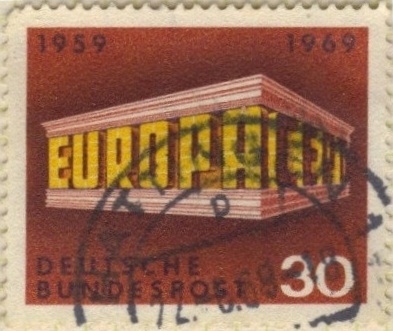 1959 1969
EUROPA CEPT
DEUTSCHE
BUNDESPOST 30